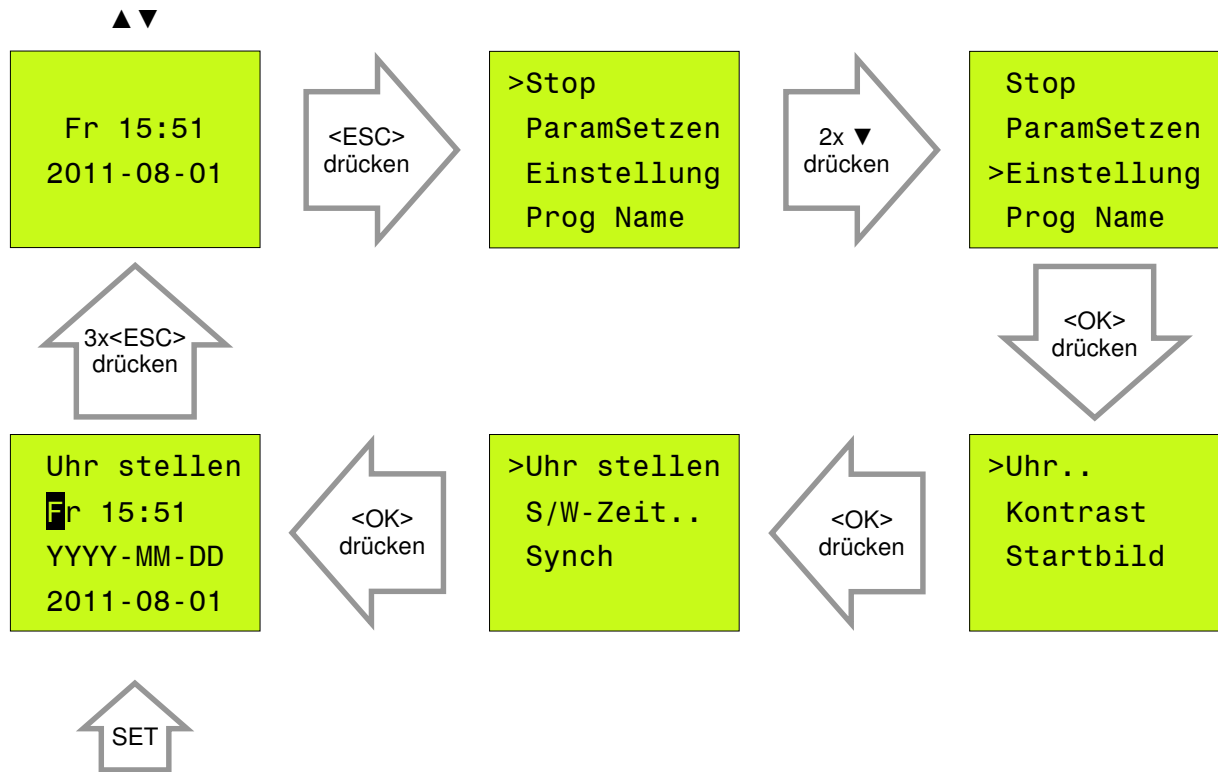 ▲▼
Fr 15:51
2011-08-01
<ESC>
drücken
>Stop
ParamSetzen
Einstellung
Prog Name
2x ▼
drücken
Stop
ParamSetzen
>Einstellung
Prog Name
<OK>
drücken
>Uhr..
Kontrast
Startbild
<OK>
drücken
>Uhr stellen
S/W-Zeit..
Synch
<OK>
drücken
Uhr stellen
Fr 15:51
YYYY-MM-DD
2011-08-01
3x<ESC>
drücken
SET